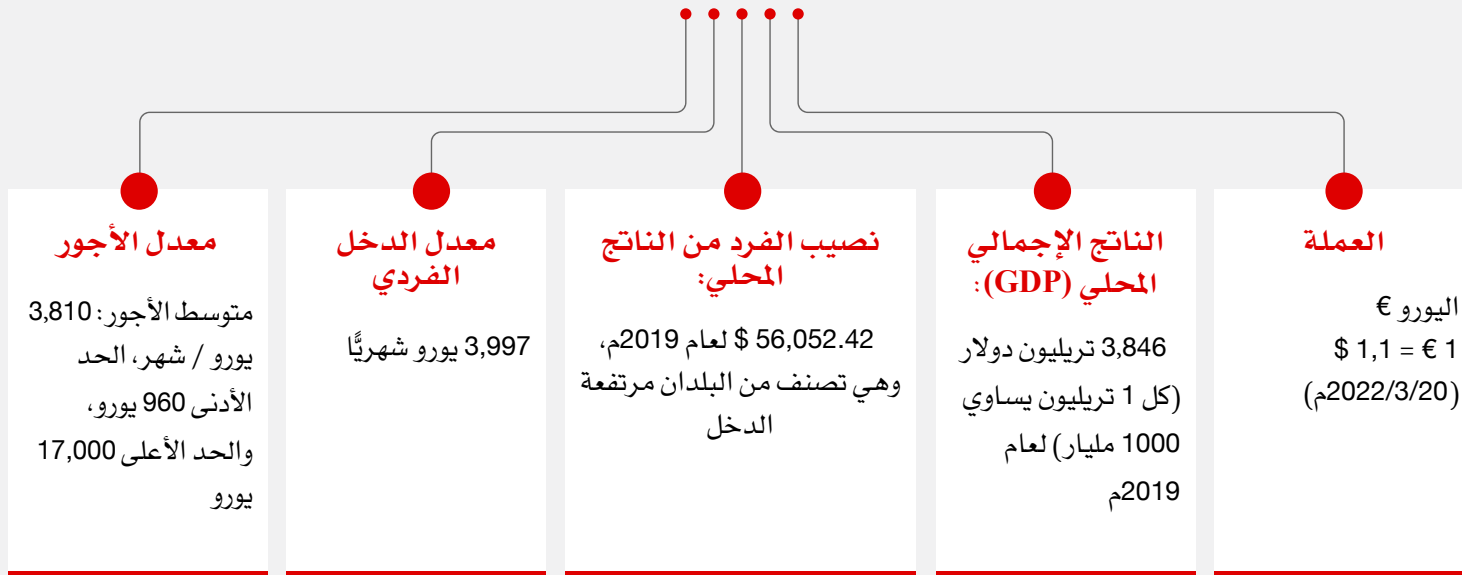 العملة
اليورو €
1 € = 1,1 $
(2022/3/20م)
الناتج الإجمالي
المحلي (GDP):
3,846 تريليون دولار
(كل 1 تريليون يساوي
1000 مليار) لعام
2019م
نصيب الفرد من الناتج
المحلي:
56,052.42 $ لعام 2019م،
وهي تصنف من البلدان مرتفعة
الدخل
معدل الدخل
الفردي
3,997 يورو شهريًّا
معدل الأجور
متوسط الأجور: 3,810
يورو / شهر، الحد
الأدنى 960 يورو،
والحد الأعلى 17,000
يورو